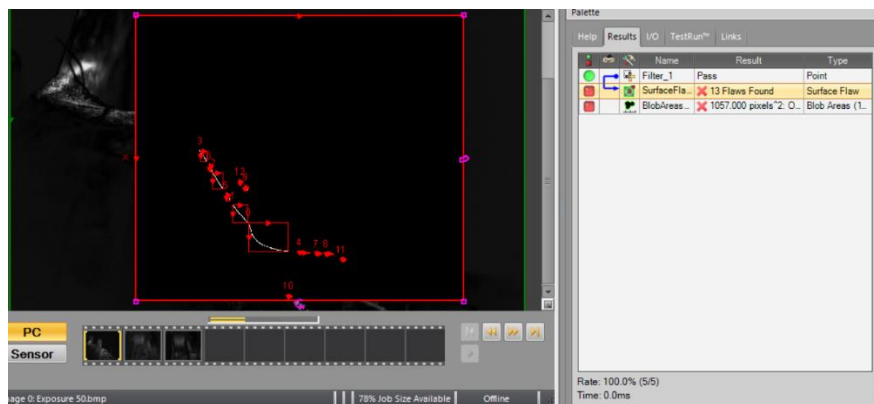 Palette
Help Results I/O TestRun™ Links
Name Result Type
Filter_1 Pass Point
SurfaceFla... 13 Flaws Found Surface Flaw
BlobAreas... 1057.000 pixels^2: O... Blob Areas (1...
3
12
4 7 8 11
10
PC
Sensor
age 0: Exposure 50.bmp 78% Job Size Available Offline
Rate: 100.0% (5/5)
Time: 0.0ms